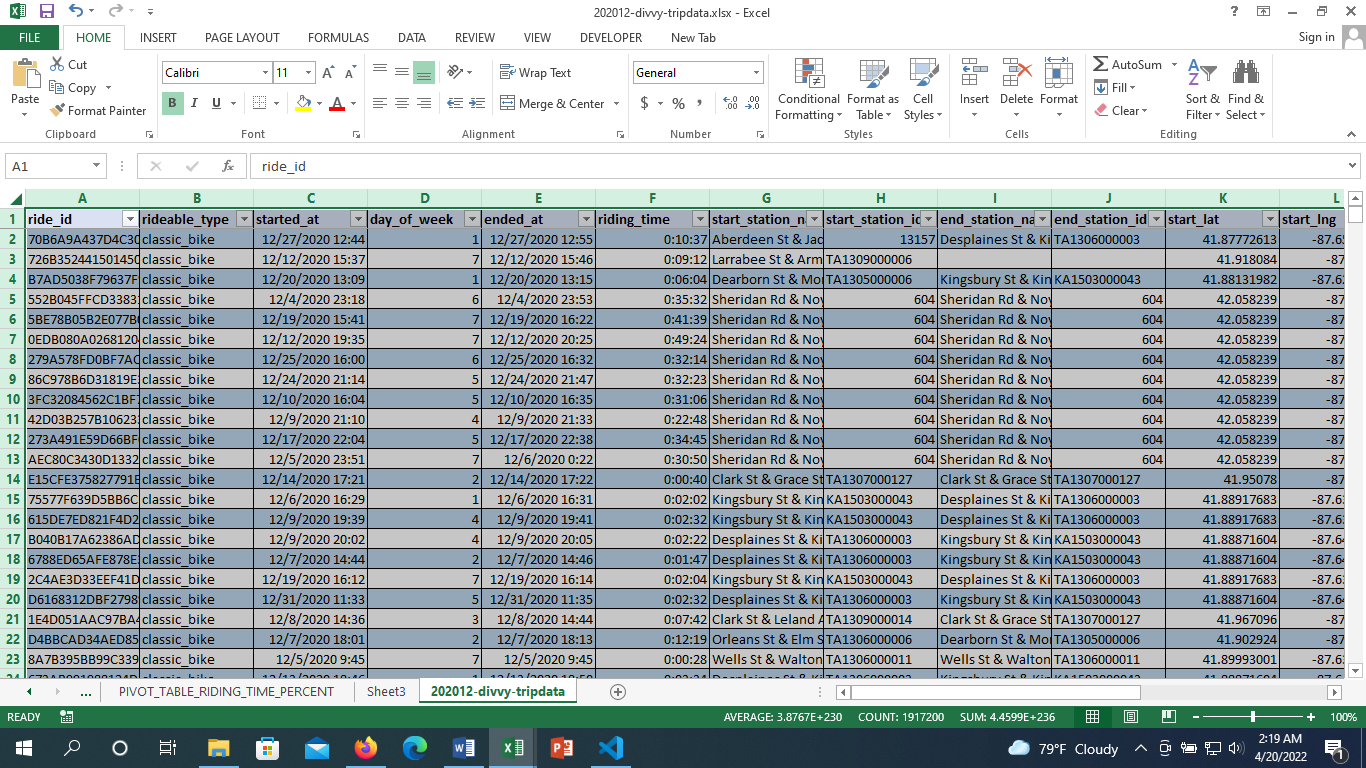 202012-divvy-tripdata.xlsx - Excel
FILE HOME INSERT PAGE LAYOUT FORMULAS DATA REVIEW VIEW DEVELOPER New Tab Sign in
Paste Cut Copy Format Painter Clipboard
Calibri 11 B I U Font
Wrap Text Merge & Center Alignment
General $ % , Number
Conditional Formatting Format as Table Cell Styles Styles
Insert Delete Format Cells
AutoSum Fill Clear Sort & Filter Find & Select Editing
A1 fx ride_id
A B C D E F G H I J K L
1 ride_id rideable_type started_at day_of_week ended_at riding_time start_station_n start_station_id end_station_na end_station_id start_lat start_lng
2 70B6A9A437D4C30 classic_bike 12/27/2020 12:44 1 12/27/2020 12:55 0:10:37 Aberdeen St & Jac 13157 Desplaines St & Ki TA1306000003 41.87772613 -87.65
3 726B352441501450 classic_bike 12/12/2020 15:37 7 12/12/2020 15:46 0:09:12 Larrabee St & Arm TA1309000006 41.918084 -87
4 B7AD5038F79637F classic_bike 12/20/2020 13:09 1 12/20/2020 13:15 0:06:04 Dearborn St & Mo TA1305000006 Kingsbury St & Kin KA1503000043 41.88131982 -87.62
5 552B045FFCD3383 classic_bike 12/4/2020 23:18 6 12/4/2020 23:53 0:35:32 Sheridan Rd & Noy 604 Sheridan Rd & Noy 604 42.058239 -87
6 5BE78B05B2E077B classic_bike 12/19/2020 15:41 7 12/19/2020 16:22 0:41:39 Sheridan Rd & Noy 604 Sheridan Rd & Noy 604 42.058239 -87
7 0EDB080A0268120 classic_bike 12/12/2020 19:35 7 12/12/2020 20:25 0:49:24 Sheridan Rd & Noy 604 Sheridan Rd & Noy 604 42.058239 -87
8 279A578FD0BF7AC classic_bike 12/25/2020 16:00 6 12/25/2020 16:32 0:32:14 Sheridan Rd & Noy 604 Sheridan Rd & Noy 604 42.058239 -87
9 86C978B6D31819E classic_bike 12/24/2020 21:14 5 12/24/2020 21:47 0:32:23 Sheridan Rd & Noy 604 Sheridan Rd & Noy 604 42.058239 -87
10 3FC32084562C1BF classic_bike 12/10/2020 16:04 5 12/10/2020 16:35 0:31:06 Sheridan Rd & Noy 604 Sheridan Rd & Noy 604 42.058239 -87
11 42D03B257B10623 classic_bike 12/9/2020 21:10 4 12/9/2020 21:33 0:22:48 Sheridan Rd & Noy 604 Sheridan Rd & Noy 604 42.058239 -87
12 273A491E59D66BF classic_bike 12/17/2020 22:04 5 12/17/2020 22:38 0:34:45 Sheridan Rd & Noy 604 Sheridan Rd & Noy 604 42.058239 -87
13 AEC80C3430D1332 classic_bike 12/5/2020 23:51 7 12/6/2020 0:22 0:30:50 Sheridan Rd & Noy 604 Sheridan Rd & Noy 604 42.058239 -87
14 E15CFE375827791E classic_bike 12/14/2020 17:21 2 12/14/2020 17:22 0:00:40 Clark St & Grace St TA1307000127 Clark St & Grace St TA1307000127 41.95078 -87
15 75577F639D5BB6C classic_bike 12/6/2020 16:29 1 12/6/2020 16:31 0:02:02 Kingsbury St & Kin KA1503000043 Desplaines St & Ki TA1306000003 41.88917683 -87.63
16 615DE7ED821F4D2 classic_bike 12/9/2020 19:39 4 12/9/2020 19:41 0:02:32 Kingsbury St & Kin KA1503000043 Desplaines St & Ki TA1306000003 41.88917683 -87.63
17 B040B17A62386AD classic_bike 12/9/2020 20:02 4 12/9/2020 20:05 0:02:22 Desplaines St & Ki TA1306000003 Kingsbury St & Kin KA1503000043 41.88871604 -87.64
18 6788ED65AFE878E classic_bike 12/7/2020 14:44 2 12/7/2020 14:46 0:01:47 Desplaines St & Ki TA1306000003 Kingsbury St & Kin KA1503000043 41.88871604 -87.64
19 2C4AE3D33EEF41D classic_bike 12/19/2020 16:12 7 12/19/2020 16:14 0:02:04 Kingsbury St & Kin KA1503000043 Desplaines St & Ki TA1306000003 41.88917683 -87.63
20 D6168312DBF2798 classic_bike 12/31/2020 11:33 5 12/31/2020 11:35 0:02:32 Desplaines St & Ki TA1306000003 Kingsbury St & Kin KA1503000043 41.88871604 -87.64
21 1E4D051AAC97BA4 classic_bike 12/8/2020 14:36 3 12/8/2020 14:44 0:07:42 Clark St & Leland A TA1309000014 Clark St & Grace St TA1307000127 41.967096 -87
22 D4BBCAD34AED85 classic_bike 12/7/2020 18:01 2 12/7/2020 18:13 0:12:19 Orleans St & Elm S TA1306000006 Dearborn St & Mo TA1305000006 41.902924 -87
23 8A7B395BB99C339 classic_bike 12/5/2020 9:45 7 12/5/2020 9:45 0:00:28 Wells St & Walton TA1306000011 Wells St & Walton TA1306000011 41.89993001 -87.63
... PIVOT_TABLE_RIDING_TIME_PERCENT Sheet3 202012-divvy-tripdata
READY AVERAGE: 3.8767E+230 COUNT: 1917200 SUM: 4.4599E+236 100%
79°F Cloudy 2:19 AM
4/20/2022 1